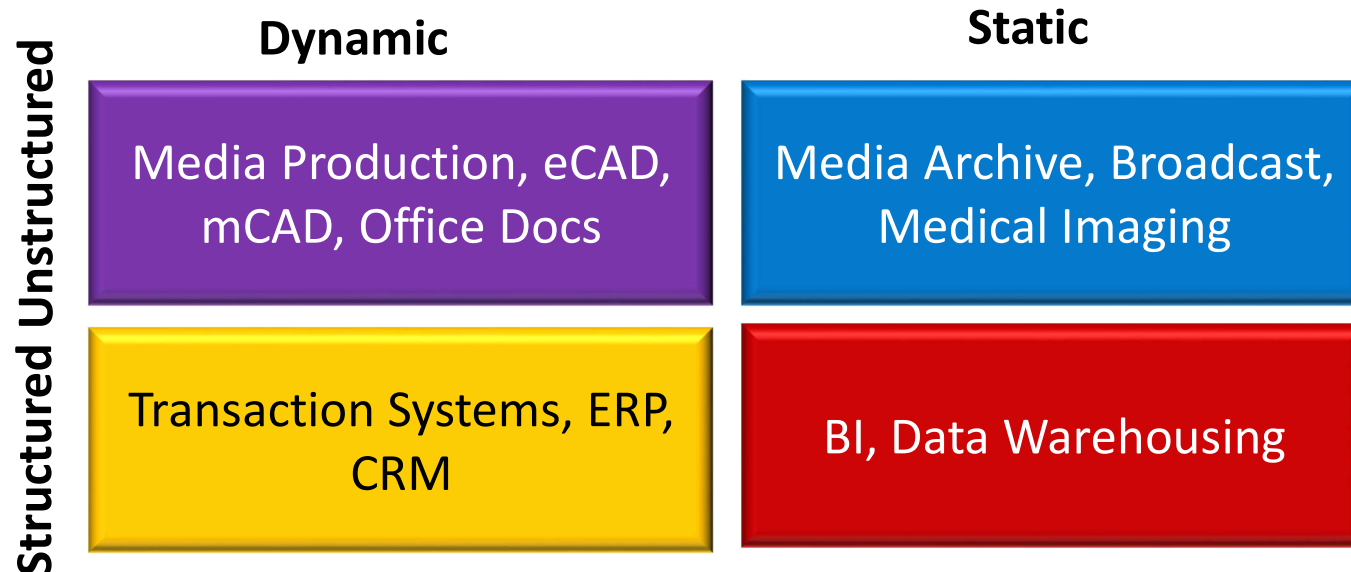 Dynamic
Static
Unstructured
Media Production, eCAD,
mCAD, Office Docs
Media Archive, Broadcast,
Medical Imaging
Structured
Transaction Systems, ERP,
CRM
BI, Data Warehousing